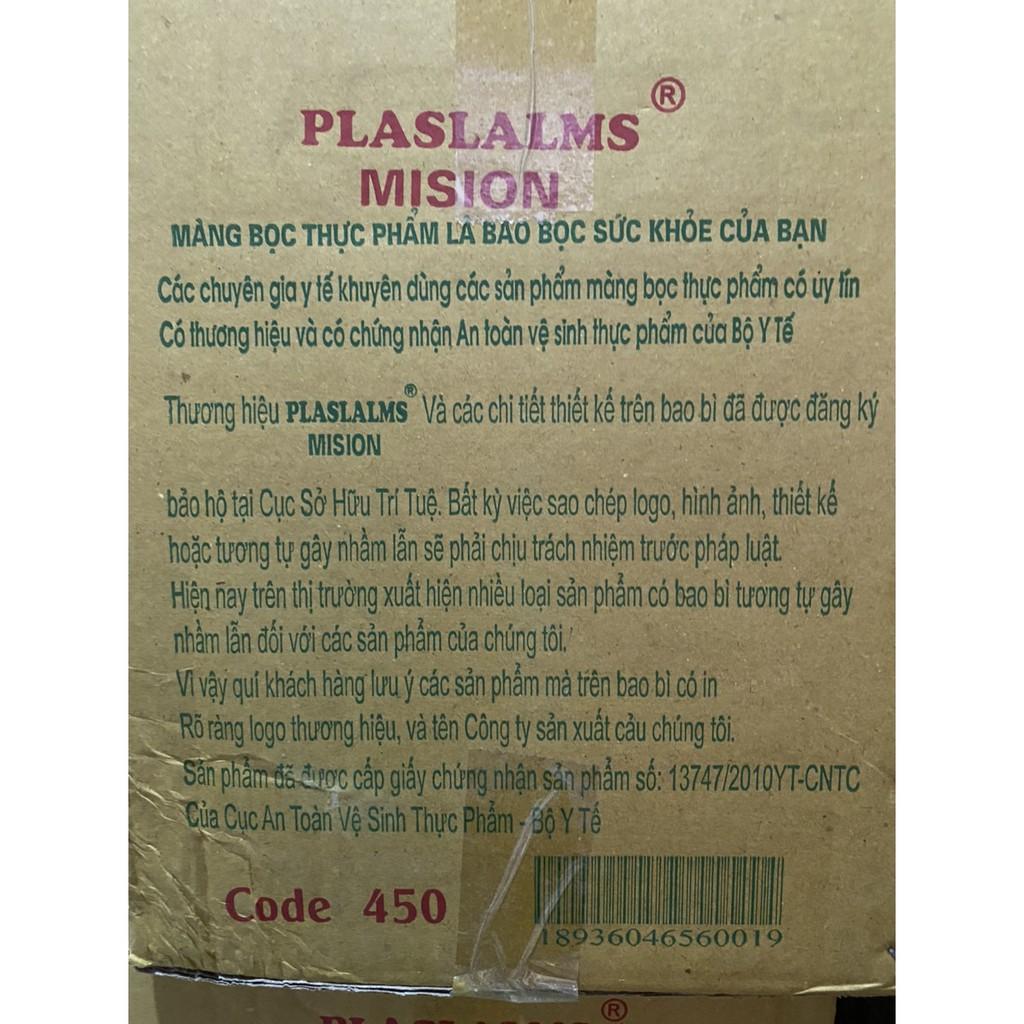 PLASLALMS ®
MISION
MÀNG BỌC THỰC PHẨM LÀ BAO BỌC SỨC KHỎE CỦA BẠN
Các chuyên gia y tế khuyên dùng các sản phẩm màng bọc thực phẩm có uy tín
Có thương hiệu và có chứng nhận An toàn vệ sinh thực phẩm của Bộ Y Tế
Thương hiệu PLASLALMS ® Và các chi tiết thiết kế trên bao bì đã được đăng ký
MISION
bảo hộ tại Cục Sở Hữu Trí Tuệ. Bất kỳ việc sao chép logo, hình ảnh, thiết kế
hoặc tương tự gây nhầm lẫn sẽ phải chịu trách nhiệm trước pháp luật.
Hiện nay trên thị trường xuất hiện nhiều loại sản phẩm có bao bì tương tự gây
nhầm lẫn đối với các sản phẩm của chúng tôi.
Vì vậy quí khách hàng lưu ý các sản phẩm mà trên bao bì có in
Rõ ràng logo thương hiệu, và tên Công ty sản xuất cảu chúng tôi.
Sản phẩm đã được cấp giấy chứng nhận sản phẩm số: 13747/2010YT-CNTC
Của Cục An Toàn Vệ Sinh Thực Phẩm - Bộ Y Tế
Code 450
18936046560019
PLASLALMS ®